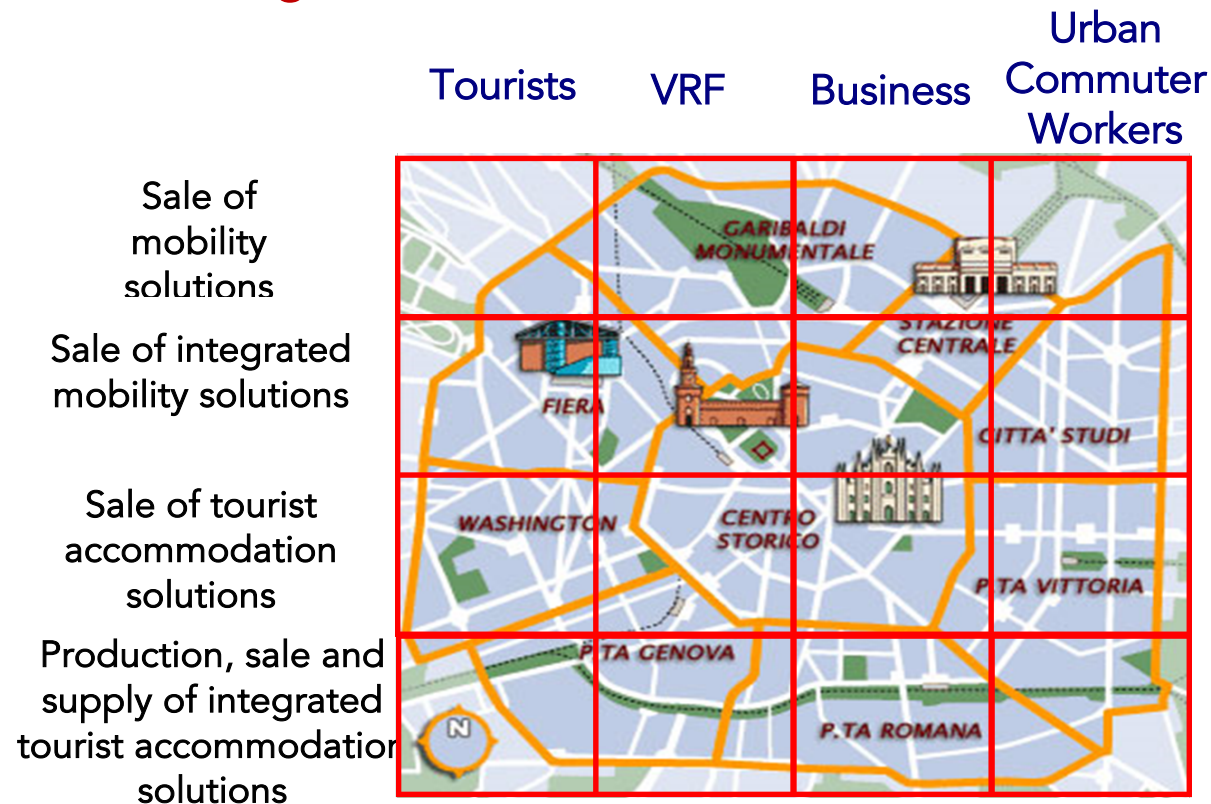 Urban
Commuter
Workers
Tourists
VRF
Business
Sale of
mobility
solutions
GARIBALDI
MONUMENTALE
STAZIONE
CENTRALE
Sale of integrated
mobility solutions
FIERA
CITTA' STUDI
Sale of tourist
accommodation
solutions
WASHINGTON
CENTRO
STORICO
P.TA VITTORIA
Production, sale and
supply of integrated
tourist accommodation
solutions
P.TA GENOVA
P.TA ROMANA
N